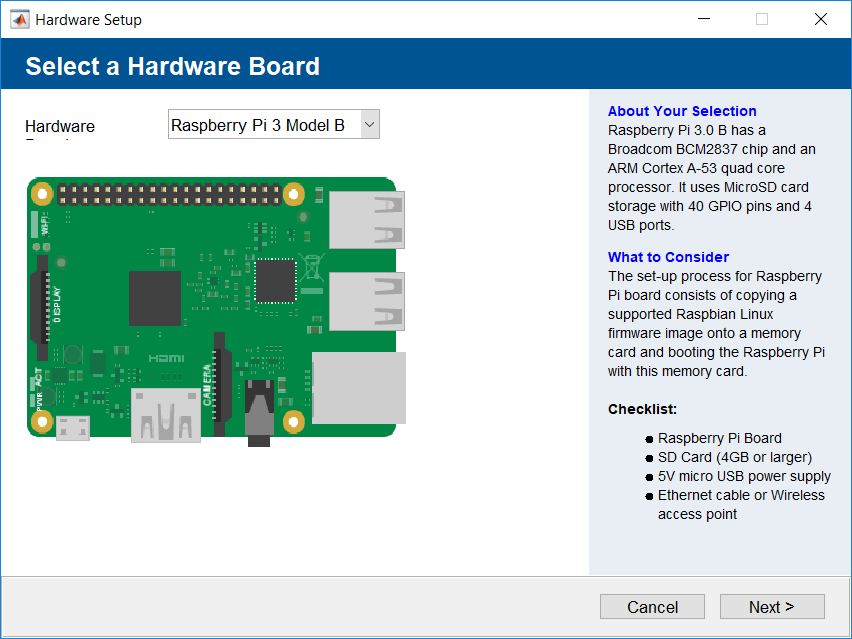 Hardware Setup
Select a Hardware Board
Hardware
Raspberry Pi 3 Model B
WI-FI
DISPLAY
HDMI
CAMERA
PWR ACT
About Your Selection
Raspberry Pi 3.0 B has a
Broadcom BCM2837 chip and an
ARM Cortex A-53 quad core
processor. It uses MicroSD card
storage with 40 GPIO pins and 4
USB ports.
What to Consider
The set-up process for Raspberry
Pi board consists of copying a
supported Raspbian Linux
firmware image onto a memory
card and booting the Raspberry Pi
with this memory card.
Checklist:
Raspberry Pi Board
SD Card (4GB or larger)
5V micro USB power supply
Ethernet cable or Wireless
access point
Cancel
Next >